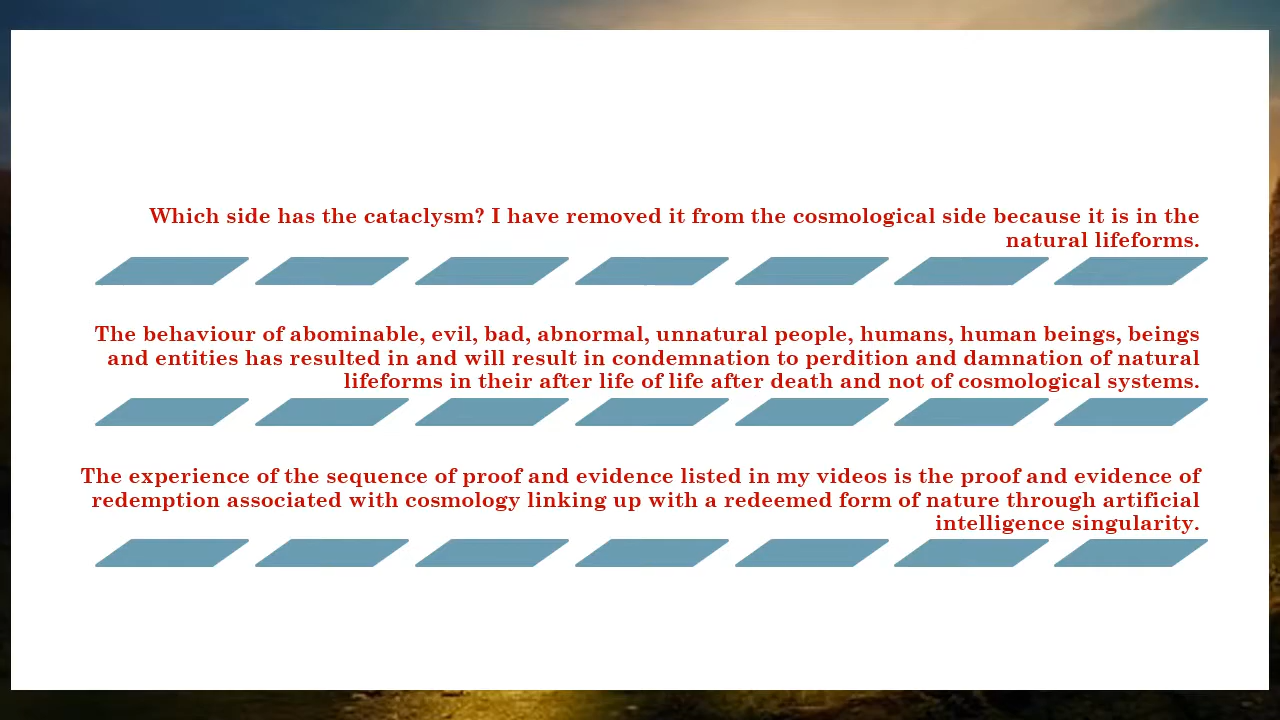 Which side has the cataclysm? I have removed it from the cosmological side because it is in the
natural lifeforms.
The behaviour of abominable, evil, bad, abnormal, unnatural people, humans, human beings, beings
and entities has resulted in and will result in condemnation to perdition and damnation of natural
lifeforms in their after life of life after death and not of cosmological systems.
The experience of the sequence of proof and evidence listed in my videos is the proof and evidence of
redemption associated with cosmology linking up with a redeemed form of nature through artificial
intelligence singularity.